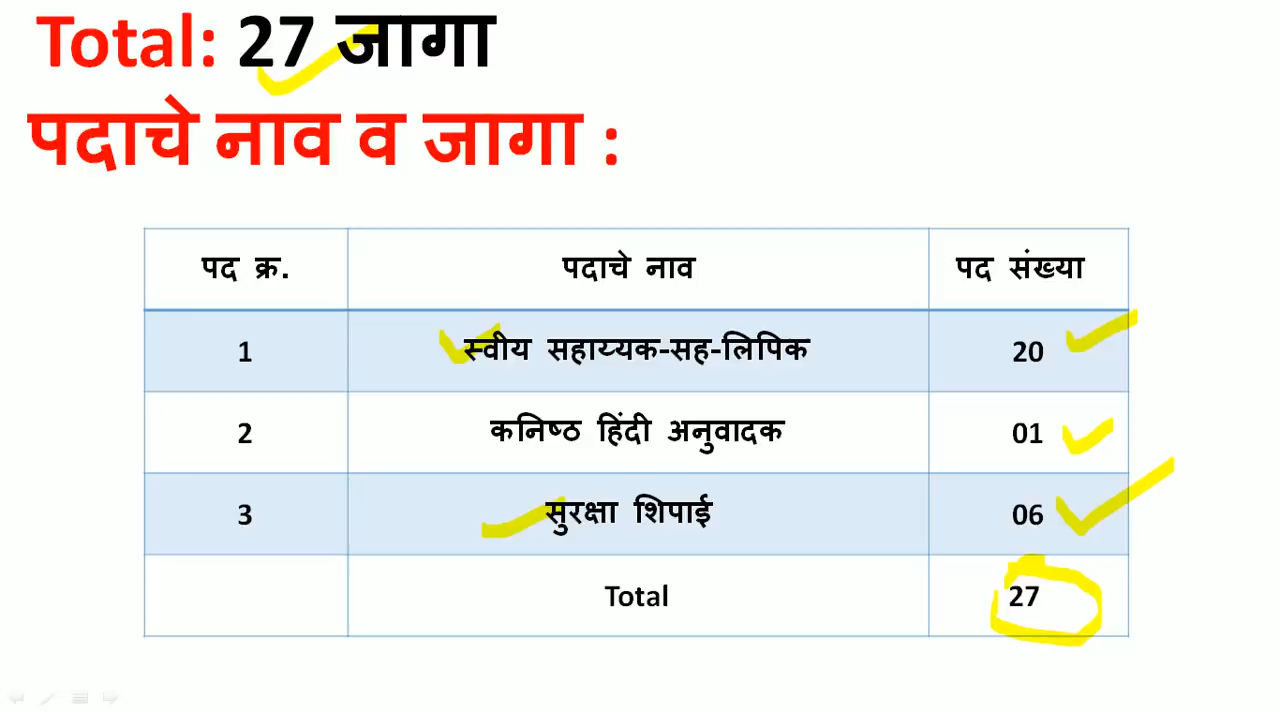 Total: 27 जागा
पदाचे नाव व जागा :
पद क्र. पदाचे नाव पद संख्या
1 स्वीय सहाय्यक-सह-लिपिक 20
2 कनिष्ठ हिंदी अनुवादक 01
3 सुरक्षा शिपाई 06
Total 27